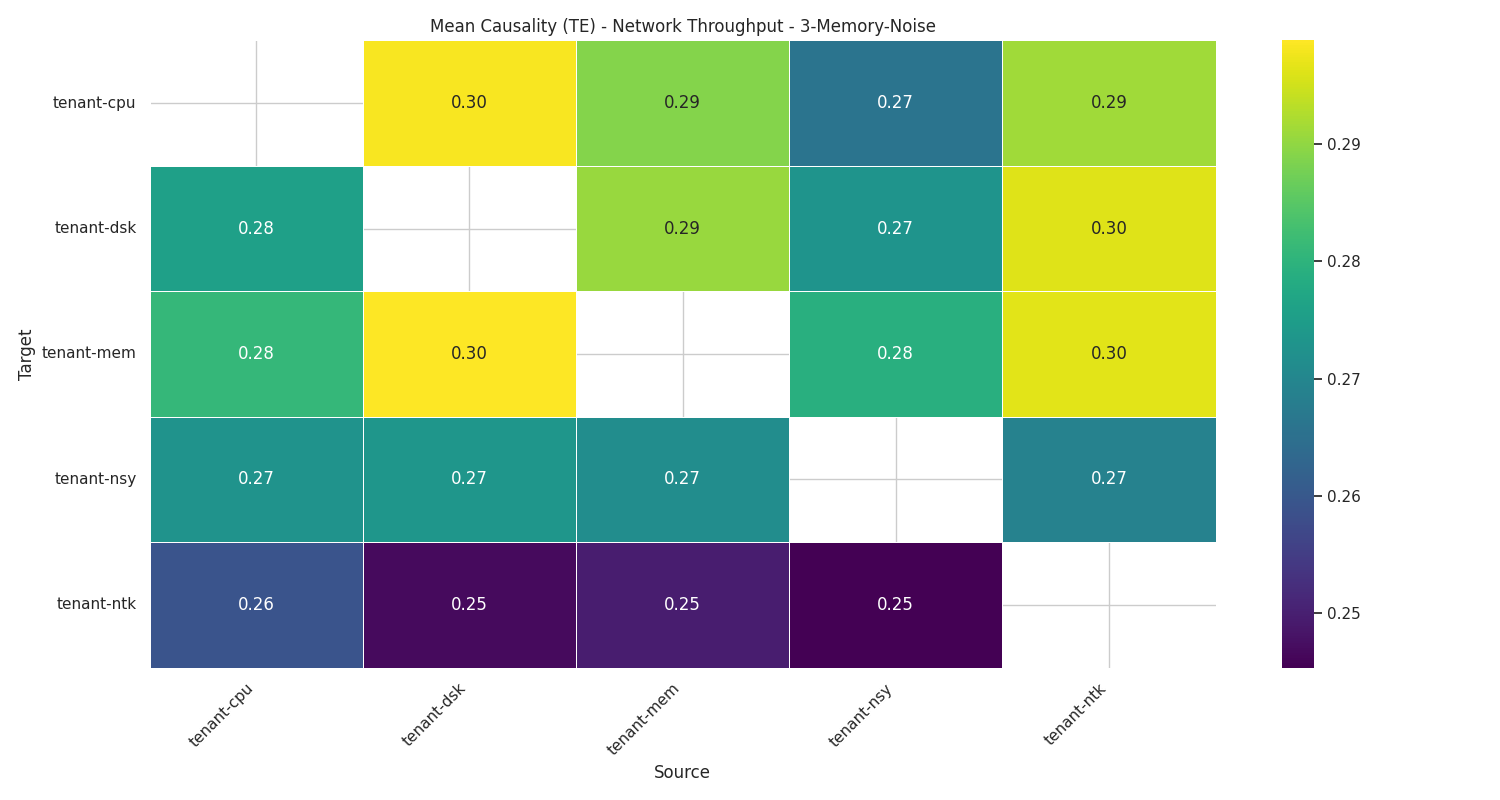 Mean Causality (TE) - Network Throughput - 3-Memory-Noise
tenant-cpu
0.30
0.29
0.27
0.29
tenant-dsk
0.28
0.29
0.27
0.30
tenant-mem
0.28
0.30
0.28
0.30
tenant-nsy
0.27
0.27
0.27
0.27
tenant-ntk
0.26
0.25
0.25
0.25
Target
tenant-cpu
tenant-dsk
tenant-mem
tenant-nsy
tenant-ntk
Source
0.29
0.28
0.27
0.26
0.25